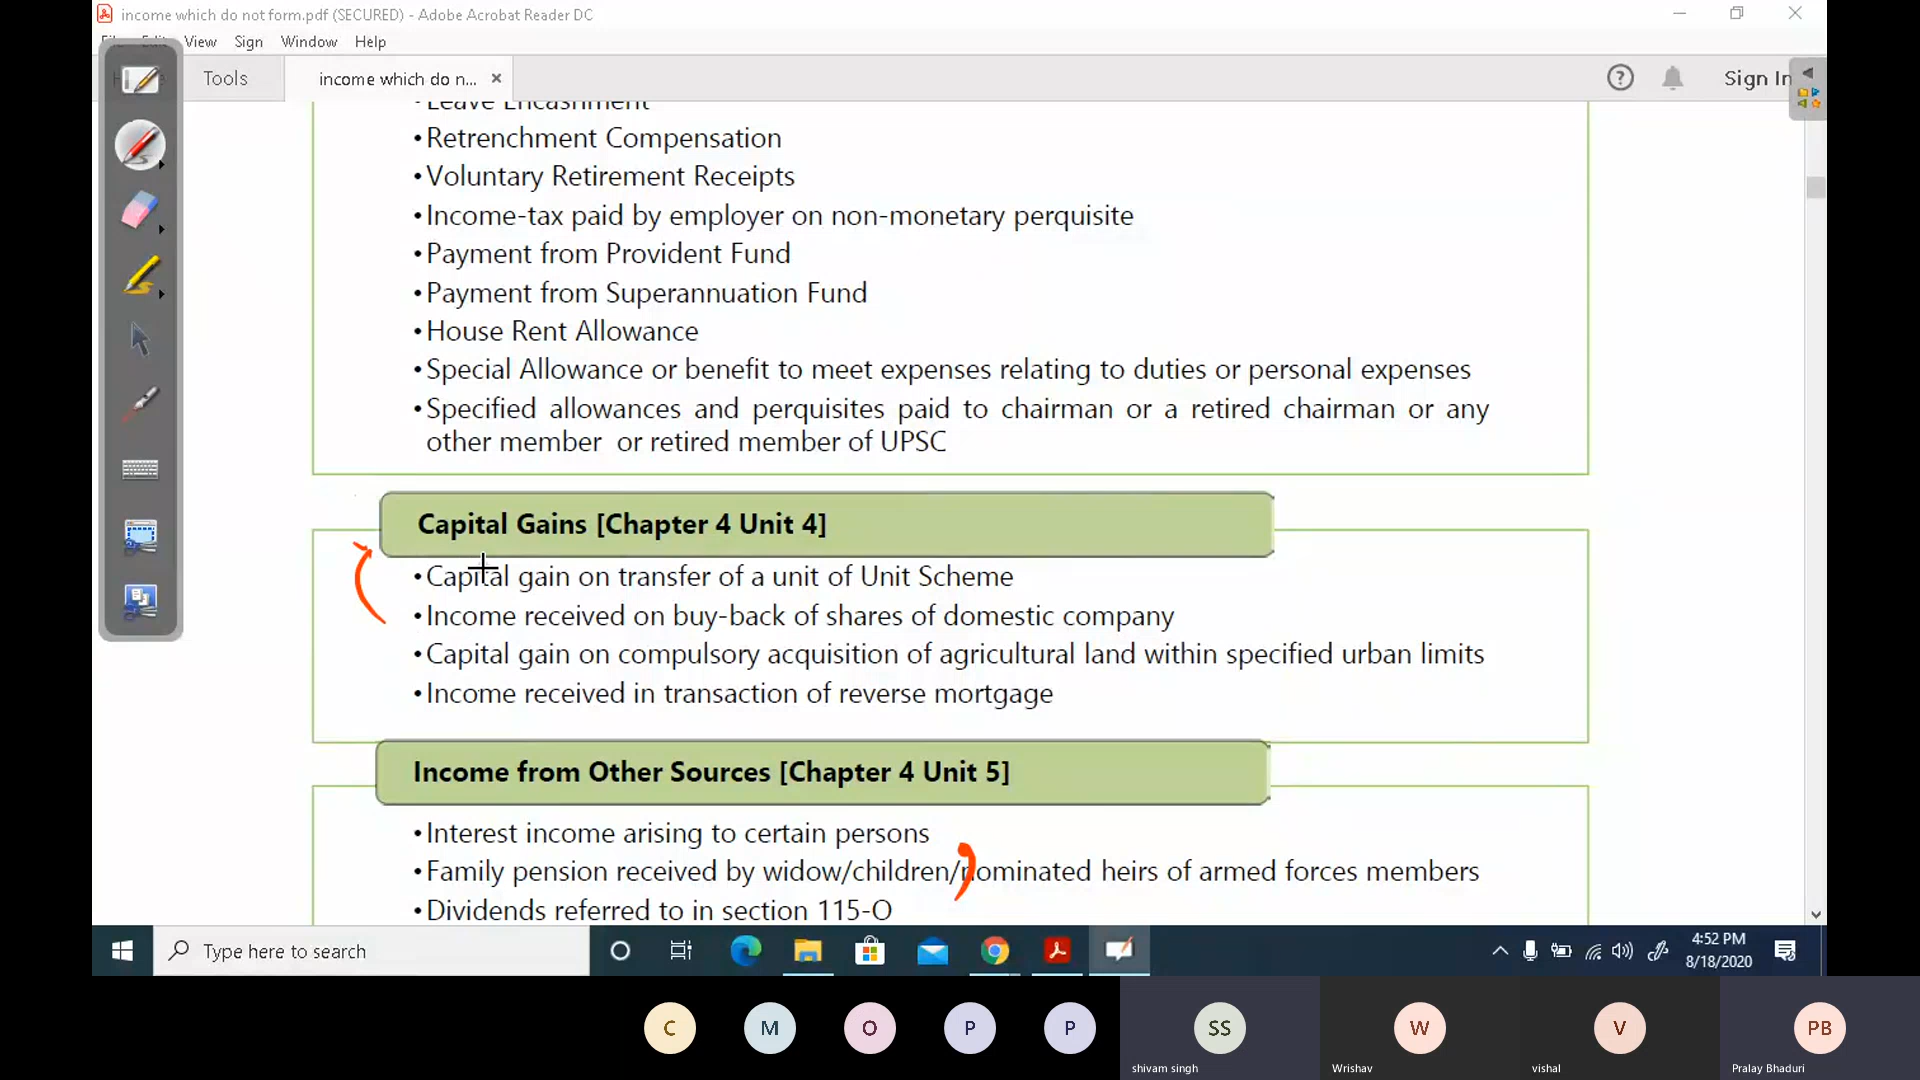 income which do not form.pdf (SECURED) - Adobe Acrobat Reader DC
View Sign Window Help
Tools income which do n... Sign In
•Leave Encashment
•Retrenchment Compensation
•Voluntary Retirement Receipts
•Income-tax paid by employer on non-monetary perquisite
•Payment from Provident Fund
•Payment from Superannuation Fund
•House Rent Allowance
•Special Allowance or benefit to meet expenses relating to duties or personal expenses
•Specified allowances and perquisites paid to chairman or a retired chairman or any
other member or retired member of UPSC
Capital Gains [Chapter 4 Unit 4]
•Capital gain on transfer of a unit of Unit Scheme
•Income received on buy-back of shares of domestic company
•Capital gain on compulsory acquisition of agricultural land within specified urban limits
•Income received in transaction of reverse mortgage
Income from Other Sources [Chapter 4 Unit 5]
•Interest income arising to certain persons
•Family pension received by widow/children/nominated heirs of armed forces members
•Dividends referred to in section 115-O
Type here to search
4:52 PM
8/18/2020
C M O P P SS W V PB
shivam singh Wrishav vishal Pralay Bhaduri